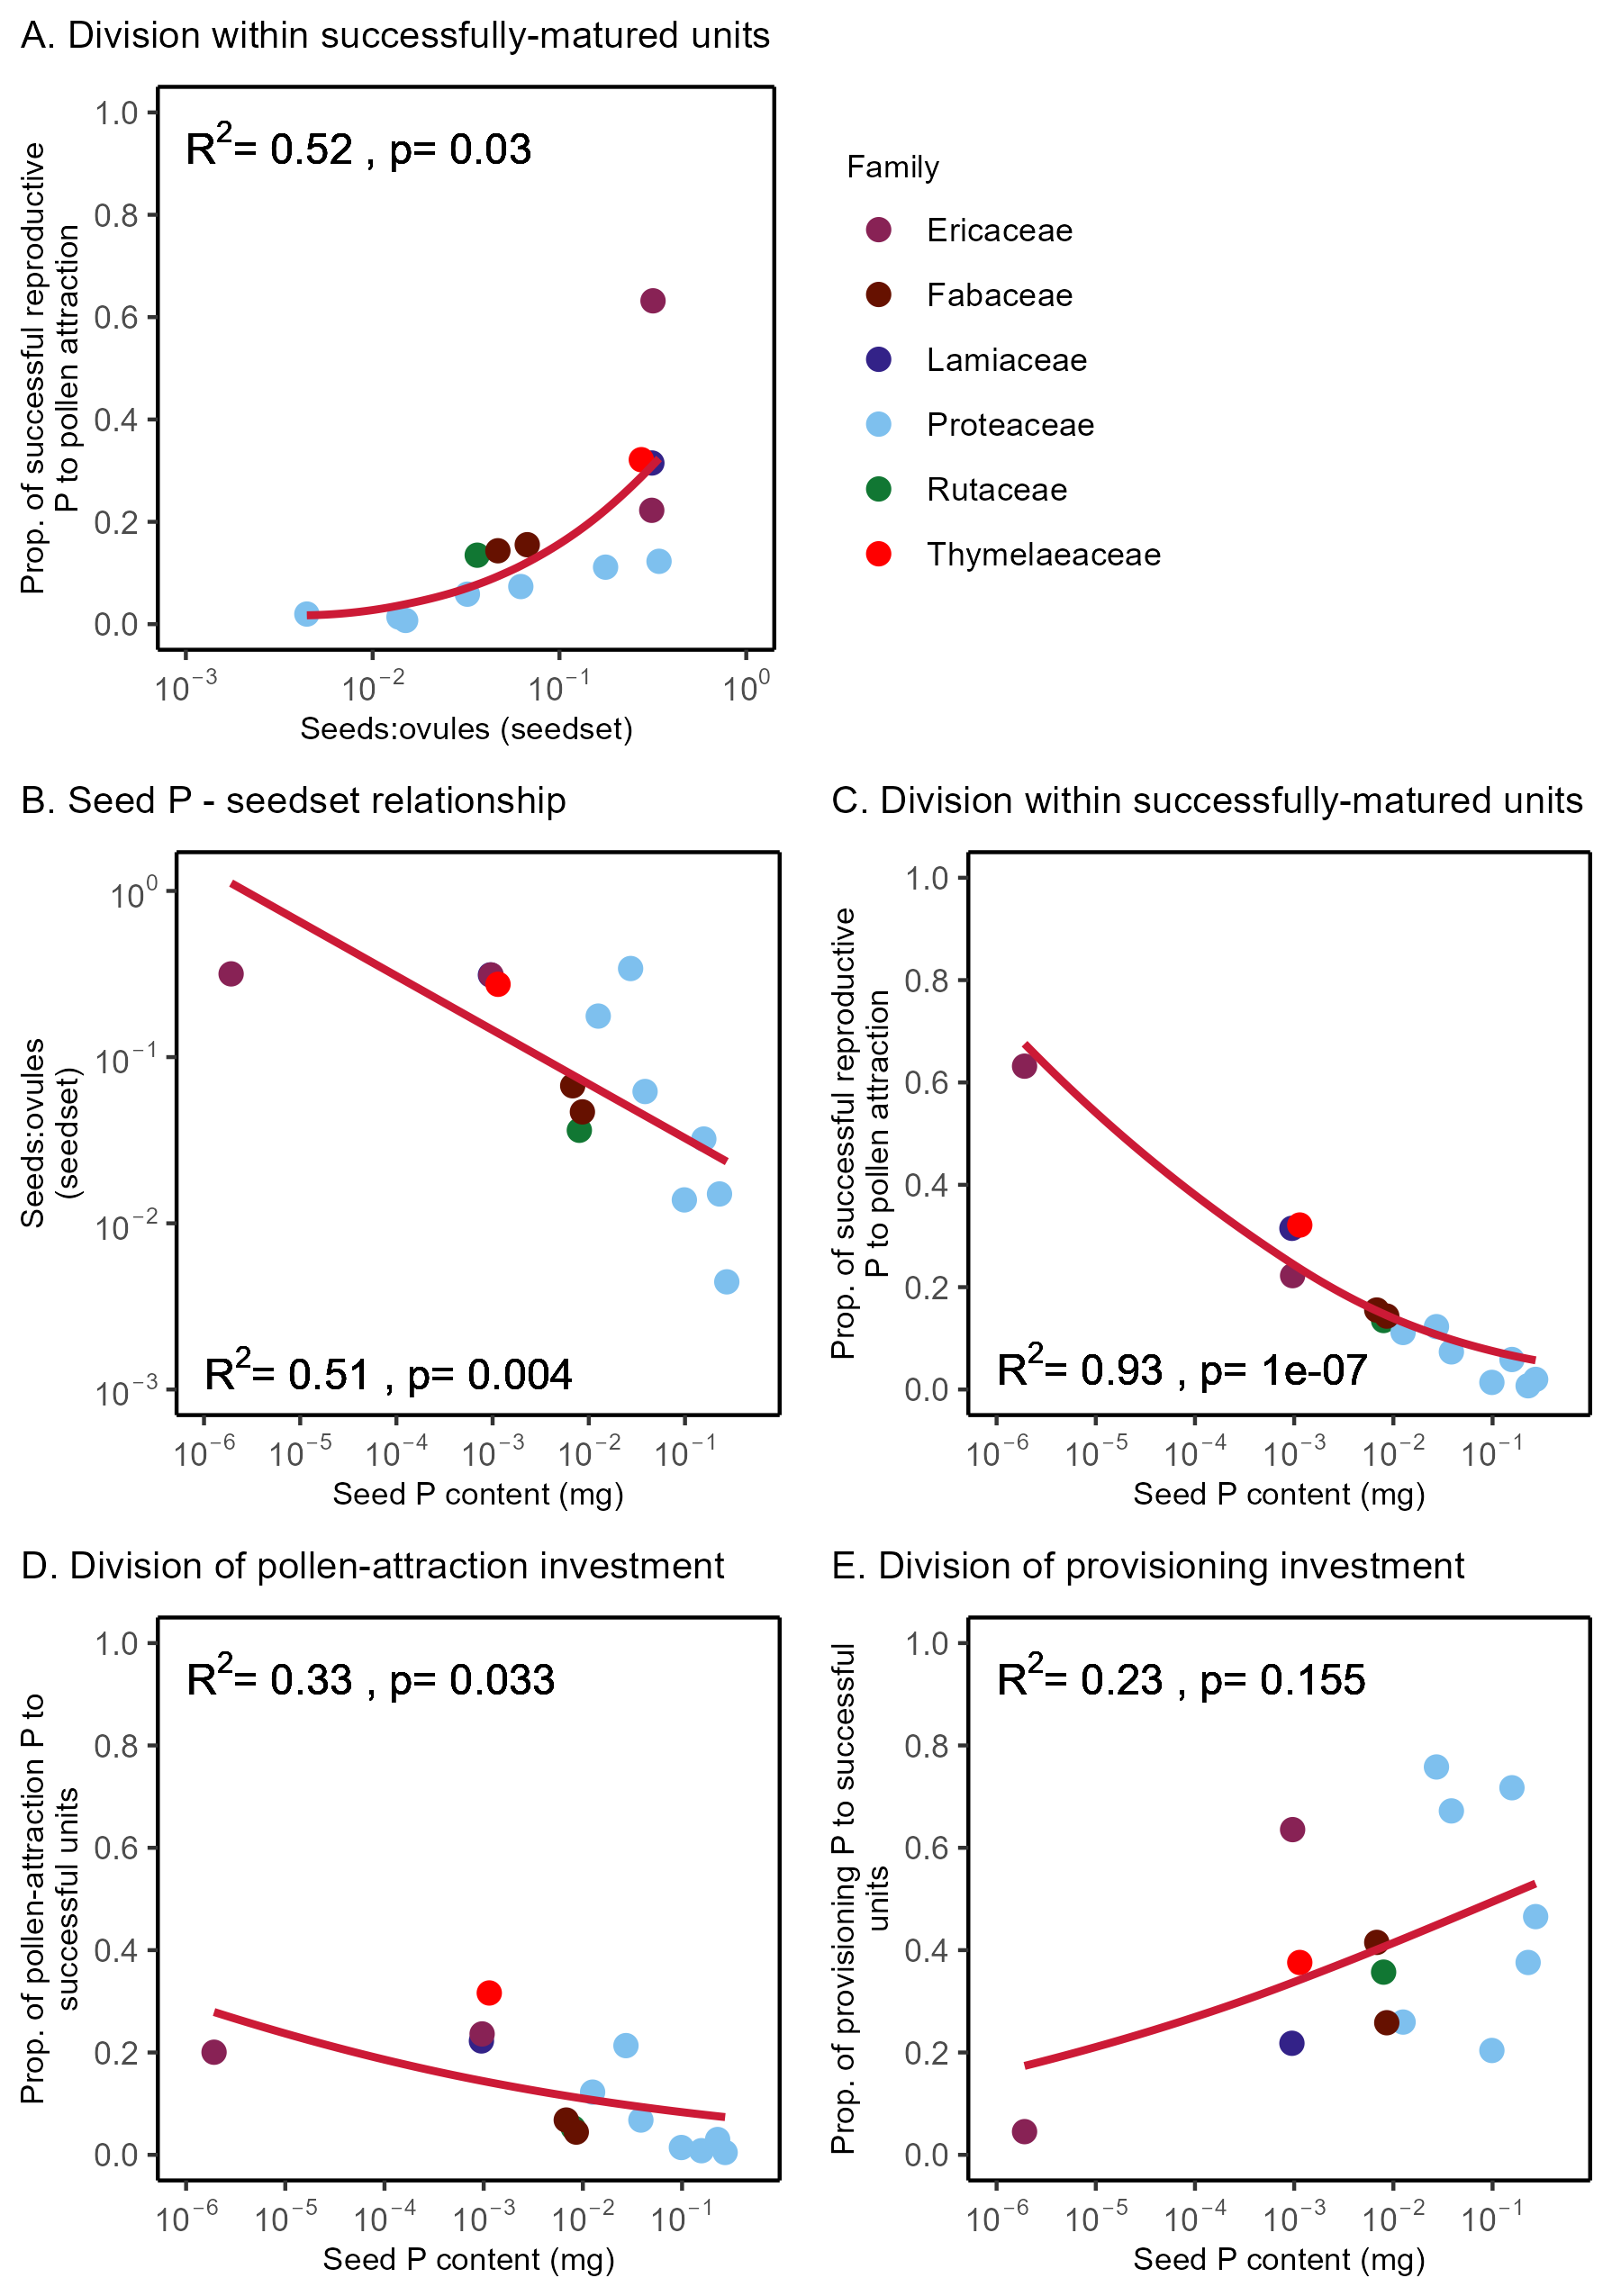 A. Division within successfully-matured units
R²= 0.52 , p= 0.03
Prop. of successful reproductive
P to pollen attraction
1.0
0.8
0.6
0.4
0.2
0.0
10⁻³ 10⁻² 10⁻¹ 10⁰
Seeds:ovules (seedset)
Family
Ericaceae
Fabaceae
Lamiaceae
Proteaceae
Rutaceae
Thymelaeaceae
B. Seed P - seedset relationship
Seeds:ovules
(seedset)
10⁰
10⁻¹
10⁻²
10⁻³
R²= 0.51 , p= 0.004
10⁻⁶ 10⁻⁵ 10⁻⁴ 10⁻³ 10⁻² 10⁻¹
Seed P content (mg)
C. Division within successfully-matured units
Prop. of successful reproductive
P to pollen attraction
1.0
0.8
0.6
0.4
0.2
0.0
R²= 0.93 , p= 1e-07
10⁻⁶ 10⁻⁵ 10⁻⁴ 10⁻³ 10⁻² 10⁻¹
Seed P content (mg)
D. Division of pollen-attraction investment
R²= 0.33 , p= 0.033
Prop. of pollen-attraction P to
successful units
1.0
0.8
0.6
0.4
0.2
0.0
10⁻⁶ 10⁻⁵ 10⁻⁴ 10⁻³ 10⁻² 10⁻¹
Seed P content (mg)
E. Division of provisioning investment
R²= 0.23 , p= 0.155
Prop. of provisioning P to successful
units
1.0
0.8
0.6
0.4
0.2
0.0
10⁻⁶ 10⁻⁵ 10⁻⁴ 10⁻³ 10⁻² 10⁻¹
Seed P content (mg)